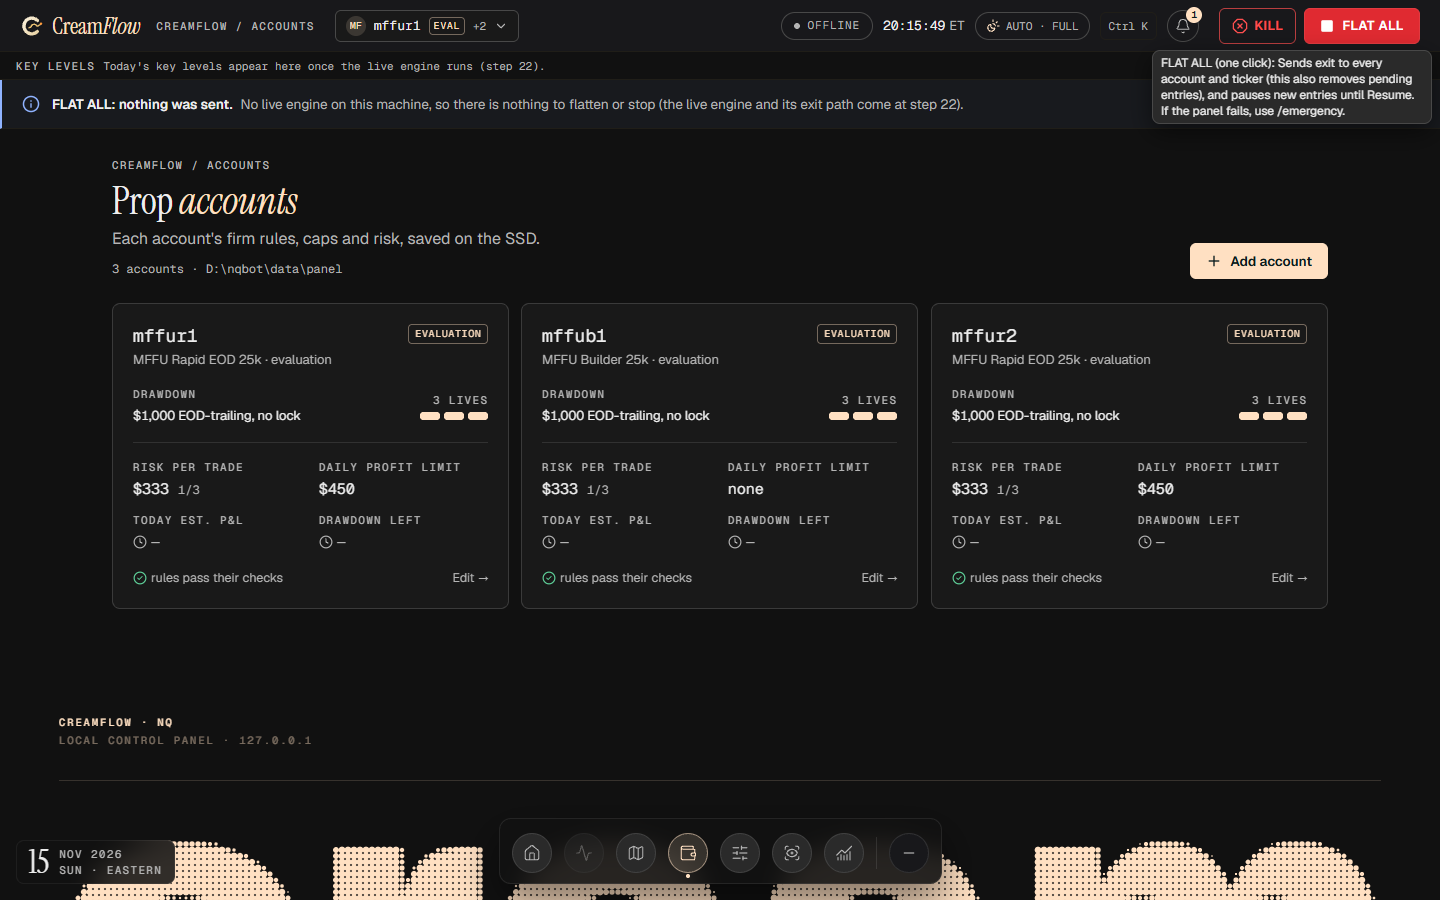 CreamFlow CREAMFLOW / ACCOUNTS MF mffur1 EVAL +2 OFFLINE 20:15:49 ET AUTO · FULL Ctrl K 1 KILL FLAT ALL
KEY LEVELS Today's key levels appear here once the live engine runs (step 22).
FLAT ALL: nothing was sent. No live engine on this machine, so there is nothing to flatten or stop (the live engine and its exit path come at step 22).
FLAT ALL (one click): Sends exit to every
account and ticker (this also removes pending
entries), and pauses new entries until Resume.
If the panel fails, use /emergency.
CREAMFLOW / ACCOUNTS
Prop accounts
Each account's firm rules, caps and risk, saved on the SSD.
3 accounts · D:\nqbot\data\panel
Add account
mffur1 EVALUATION
MFFU Rapid EOD 25k · evaluation
DRAWDOWN
3 LIVES
$1,000 EOD-trailing, no lock
RISK PER TRADE DAILY PROFIT LIMIT
$333 1/3 $450
TODAY EST. P&L DRAWDOWN LEFT
– –
rules pass their checks Edit →
mffub1 EVALUATION
MFFU Builder 25k · evaluation
DRAWDOWN
3 LIVES
$1,000 EOD-trailing, no lock
RISK PER TRADE DAILY PROFIT LIMIT
$333 1/3 none
TODAY EST. P&L DRAWDOWN LEFT
– –
rules pass their checks Edit →
mffur2 EVALUATION
MFFU Rapid EOD 25k · evaluation
DRAWDOWN
3 LIVES
$1,000 EOD-trailing, no lock
RISK PER TRADE DAILY PROFIT LIMIT
$333 1/3 $450
TODAY EST. P&L DRAWDOWN LEFT
– –
rules pass their checks Edit →
CREAMFLOW · NQ
LOCAL CONTROL PANEL · 127.0.0.1
15 NOV 2026
SUN · EASTERN